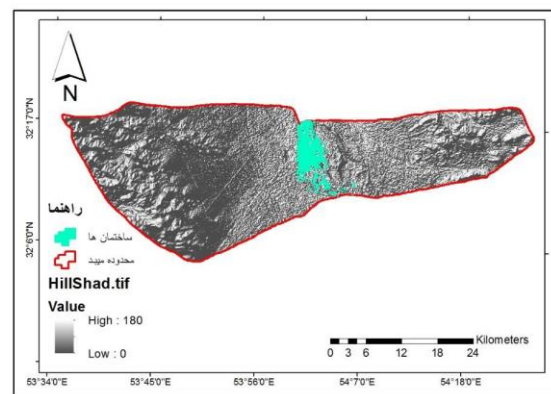 N
32°17'0"N
32°6'0"N
راهنما
ساختمان ها
محدوده میبد
HillShad.tif
Value
High : 180
Low : 0
Kilometers
0 3 6 12 18 24
53°34'0"E 53°45'0"E 53°56'0"E 54°7'0"E 54°18'0"E